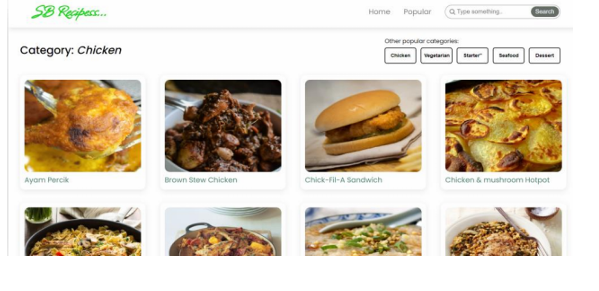 SB Recipess...
Home Popular Type something... Search
Category: Chicken
Other popular categories:
Chicken Vegetarian Starter" Seafood Dessert
Ayam Percik Brown Stew Chicken Chick-Fil-A Sandwich Chicken & mushroom Hotpot